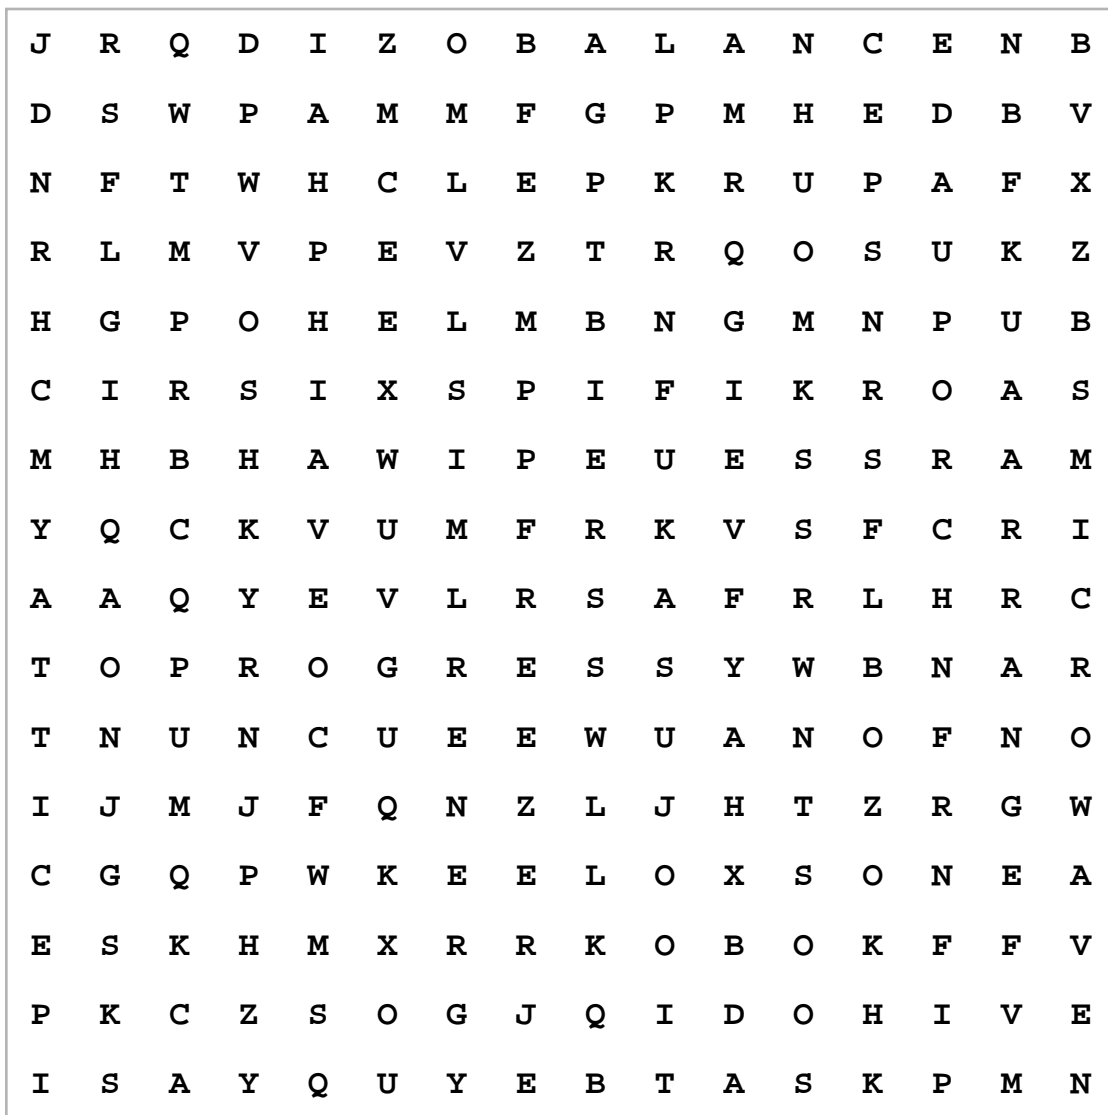 J R Q D I Z O B A L A N C E N B
D S W P A M M F G P M H E D B V
N F T W H C L E P K R U P A F X
R L M V P E V Z T R Q O S U K Z
H G P O H E L M B N G M N P U B
C I R S I X S P I F I K R O A S
M H B H A W I P E U E S S R A M
Y Q C K V U M F R K V S F C R I
A A Q Y E V L R S A F R L H R C
T O P R O G R E S S Y W B N A R
T N U N C U E E W U A N O F N O
I J M J F Q N Z L J H T Z R G W
C G Q P W K E E L O X S O N E A
E S K H M X R R K O B O K F F V
P K C Z S O G J Q I D O H I V E
I S A Y Q U Y E B T A S K P M N